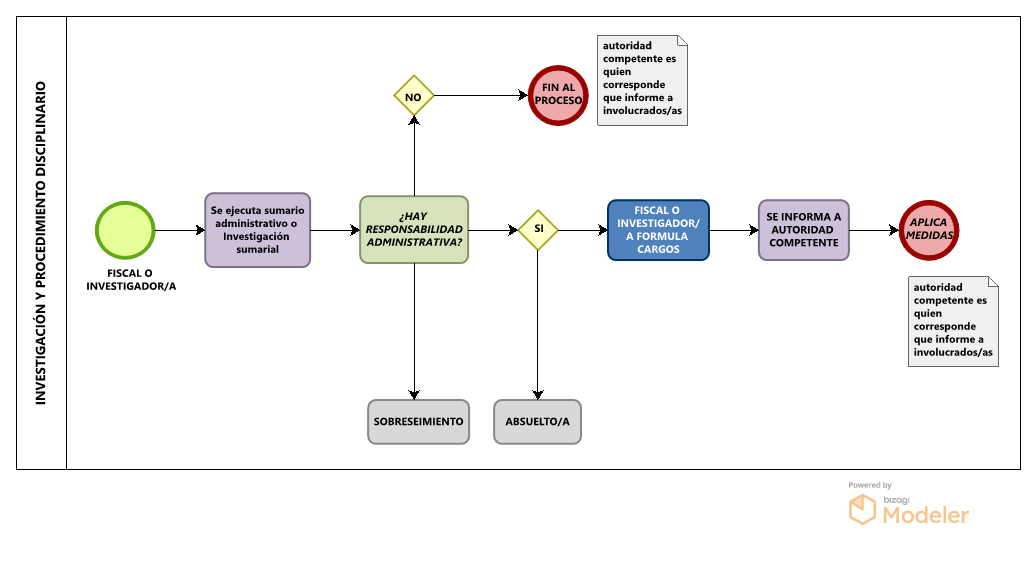 INVESTIGACIÓN Y PROCEDIMIENTO DISCIPLINARIO
autoridad
competente es
quien
corresponde
que informe a
involucrados/as
NO
FIN AL
PROCESO
Se ejecuta sumario
administrativo o
Investigación
sumarial
¿HAY
RESPONSABILIDAD
ADMINISTRATIVA?
SI
FISCAL O
INVESTIGADOR/
A FORMULA
CARGOS
SE INFORMA A
AUTORIDAD
COMPETENTE
APLICA
MEDIDAS
FISCAL O
INVESTIGADOR/A
autoridad
competente es
quien
corresponde
que informe a
involucrados/as
SOBRESEIMIENTO
ABSUELTO/A
Powered by
bizagi
Modeler